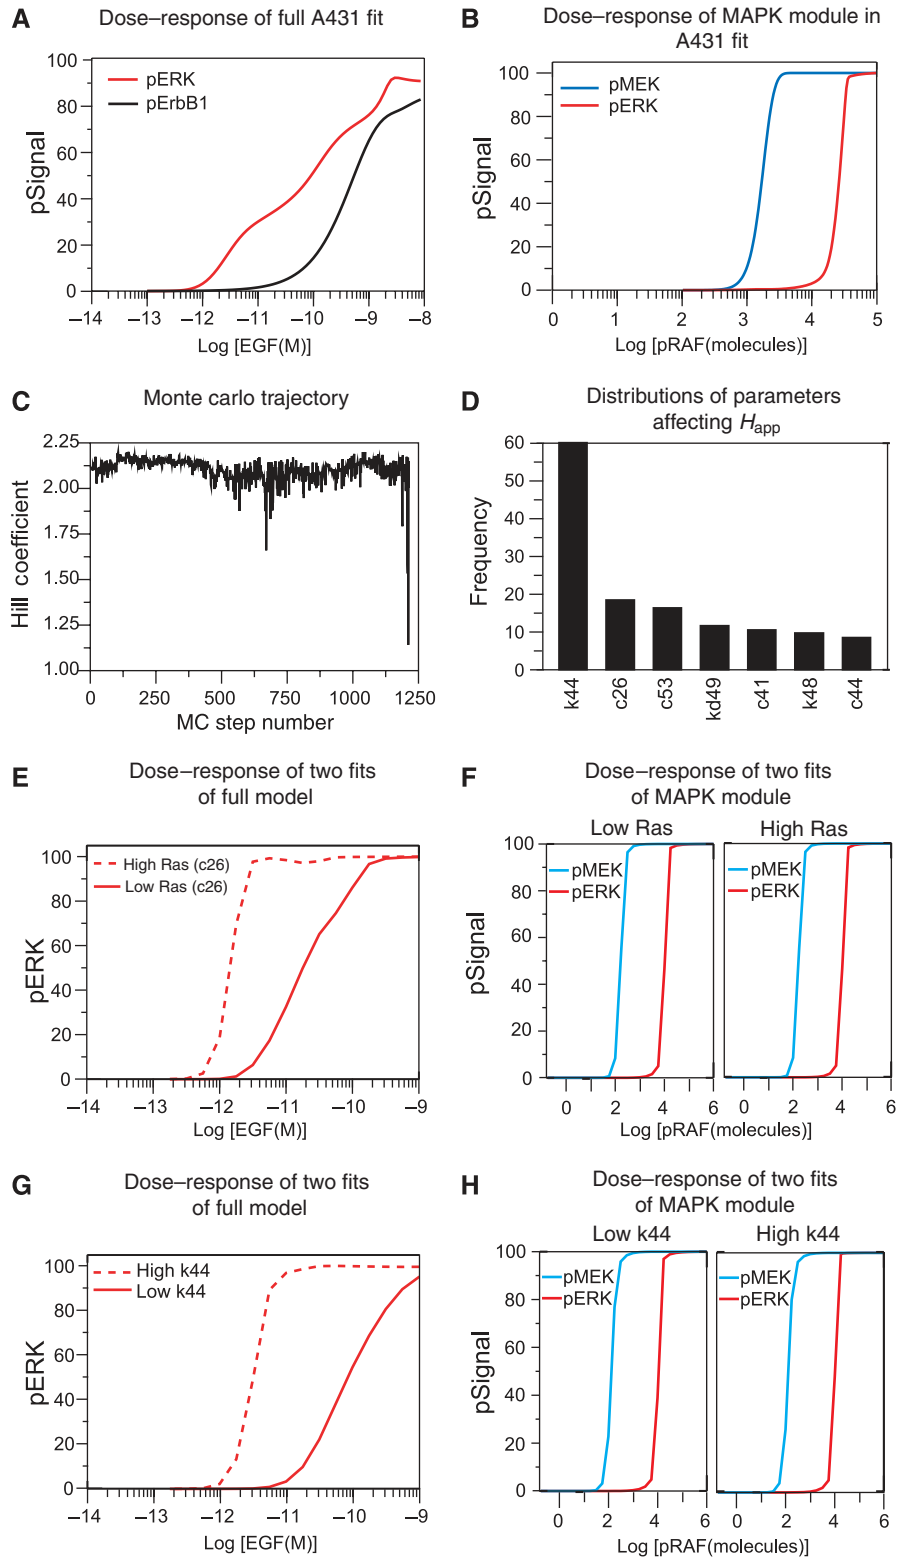 A
Dose–response of full A431 fit
100
80
60
40
20
0
pSignal
pERK
pErbB1
–14
–13
–12
–11
–10
–9
–8
Log [EGF(M)]
B
Dose–response of MAPK module in
A431 fit
100
80
60
40
20
0
pSignal
pMEK
pERK
0
1
2
3
4
5
Log [pRAF(molecules)]
C
Monte carlo trajectory
2.25
2.00
1.75
1.50
1.25
1.00
Hill coefficient
0
250
500
750
1000
1250
MC step number
D
Distributions of parameters
affecting Happ
60
50
40
30
60
20
10
0
Frequency
k44
c26
c53
kd49
c41
k48
c44
E
Dose–response of two fits
of full model
100
80
60
40
20
0
pERK
High Ras (c26)
Low Ras (c26)
–14
–13
–12
–11
–10
–9
Log [EGF(M)]
F
Dose–response of two fits
of MAPK module
Low Ras
High Ras
100
80
60
40
20
0
pSignal
pMEK
pERK
pMEK
pERK
0
2
4
6
0
2
4
6
Log [pRAF(molecules)]
G
Dose–response of two fits
of full model
100
80
60
40
20
0
pERK
High k44
Low k44
–14
–13
–12
–11
–10
–9
Log [EGF(M)]
H
Dose–response of two fits
of MAPK module
Low k44
High k44
100
80
60
40
20
0
pSignal
pMEK
pERK
pMEK
pERK
0
2
4
6
0
2
4
6
Log [pRAF(molecules)]